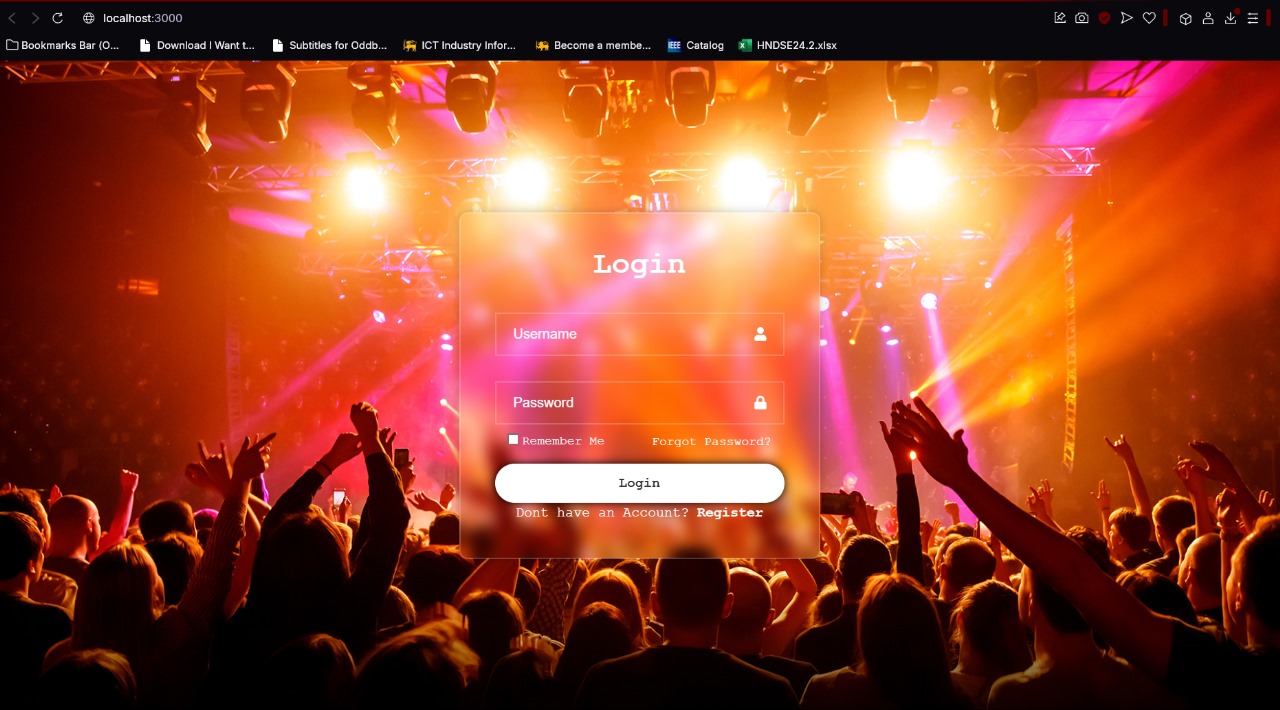 localhost:3000
Bookmarks Bar (O... Download I Want t... Subtitles for Oddb... ICT Industry Infor... Become a membe... IEEE Catalog HNDSE24.2.xlsx
Login
Username
Password
Remember Me Forgot Password?
Login
Dont have an Account? Register